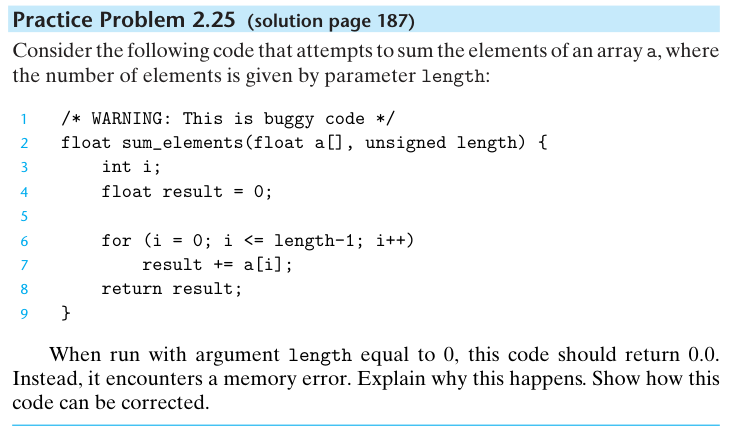 Practice Problem 2.25 (solution page 187)
Consider the following code that attempts to sum the elements of an array a, where
the number of elements is given by parameter length:
1 /* WARNING: This is buggy code */
2 float sum_elements(float a[], unsigned length) {
3 int i;
4 float result = 0;
5
6 for (i = 0; i <= length-1; i++)
7 result += a[i];
8 return result;
9 }
When run with argument length equal to 0, this code should return 0.0.
Instead, it encounters a memory error. Explain why this happens. Show how this
code can be corrected.